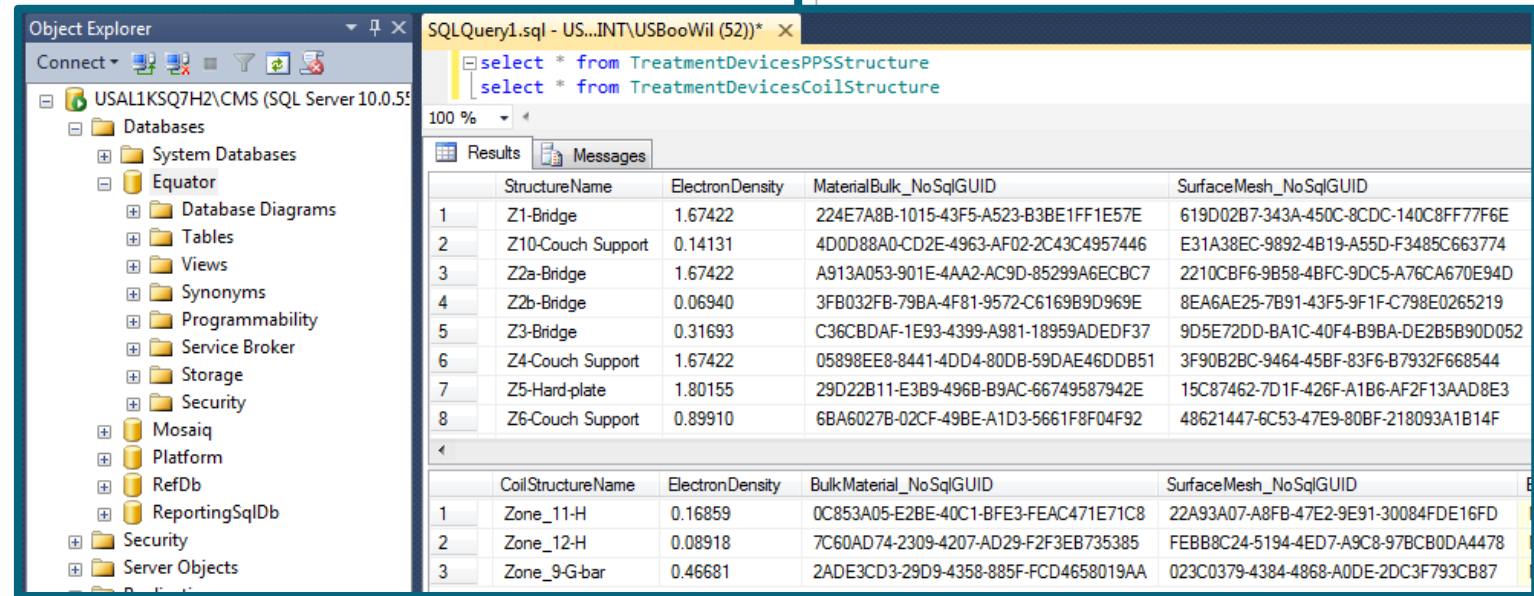 Object Explorer
Connect
USAL1KSQ7H2\CMS (SQL Server 10.0.55
Databases
System Databases
Equator
Database Diagrams
Tables
Views
Synonyms
Programmability
Service Broker
Storage
Security
Mosaiq
Platform
RefDb
ReportingSqlDb
Security
Server Objects
SQLQuery1.sql - US...INT\USBooWil (52))*
select * from TreatmentDevicesPPSStructure
select * from TreatmentDevicesCoilStructure
100 %
Results Messages
StructureName ElectronDensity MaterialBulk_NoSqlGUID SurfaceMesh_NoSqlGUID
1 Z1-Bridge 1.67422 224E7A8B-1015-43F5-A523-B3BE1FF1E57E 619D02B7-343A-450C-8CDC-140C8FF77F6E
2 Z10-Couch Support 0.14131 4D0D88A0-CD2E-4963-AF02-2C43C4957446 E31A38EC-9892-4B19-A55D-F3485C663774
3 Z2a-Bridge 1.67422 A913A053-901E-4AA2-AC9D-85299A6ECBC7 2210CBF6-9B58-4BFC-9DC5-A76CA670E94D
4 Z2b-Bridge 0.06940 3FB032FB-79BA-4F81-9572-C6169B9D969E 8EA6AE25-7B91-43F5-9F1F-C798E0265219
5 Z3-Bridge 0.31693 C36CBDAF-1E93-4399-A981-18959ADEDF37 9D5E72DD-BA1C-40F4-B9BA-DE2B5B90D052
6 Z4-Couch Support 1.67422 05898EE8-8441-4DD4-80DB-59DAE46DDB51 3F90B2BC-9464-45BF-83F6-B7932F668544
7 Z5-Hard-plate 1.80155 29D22B11-E3B9-496B-B9AC-66749587942E 15C87462-7D1F-426F-A1B6-AF2F13AAD8E3
8 Z6-Couch Support 0.89910 6BA6027B-02CF-49BE-A1D3-5661F8F04F92 48621447-6C53-47E9-80BF-218093A1B14F
CoilStructureName ElectronDensity BulkMaterial_NoSqlGUID SurfaceMesh_NoSqlGUID
1 Zone_11-H 0.16859 0C853A05-E2BE-40C1-BFE3-FEAC471E71C8 22A93A07-A8FB-47E2-9E91-30084FDE16FD
2 Zone_12-H 0.08918 7C60AD74-2309-4207-AD29-F2F3EB735385 FEBB8C24-5194-4ED7-A9C8-97BCB0DA4478
3 Zone_9-G-bar 0.46681 2ADE3CD3-29D9-4358-885F-FCD4658019AA 023C0379-4384-4868-A0DE-2DC3F793CB87